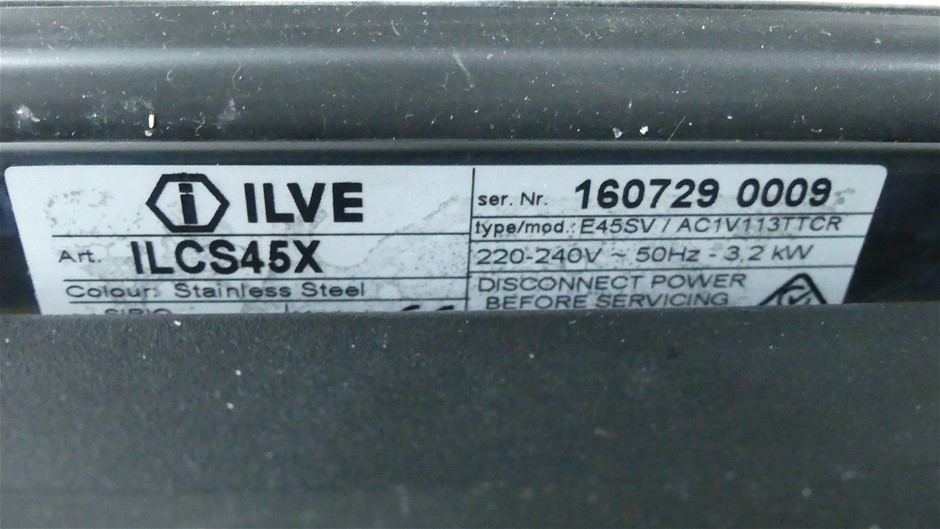 ILVE
Art. ILCS45X
Colour: Stainless Steel
ser. Nr. 160729 0009
type/mod.: E45SV / AC1V113TTCR
220-240V ~ 50Hz - 3,2 kW
DISCONNECT POWER
BEFORE SERVICING